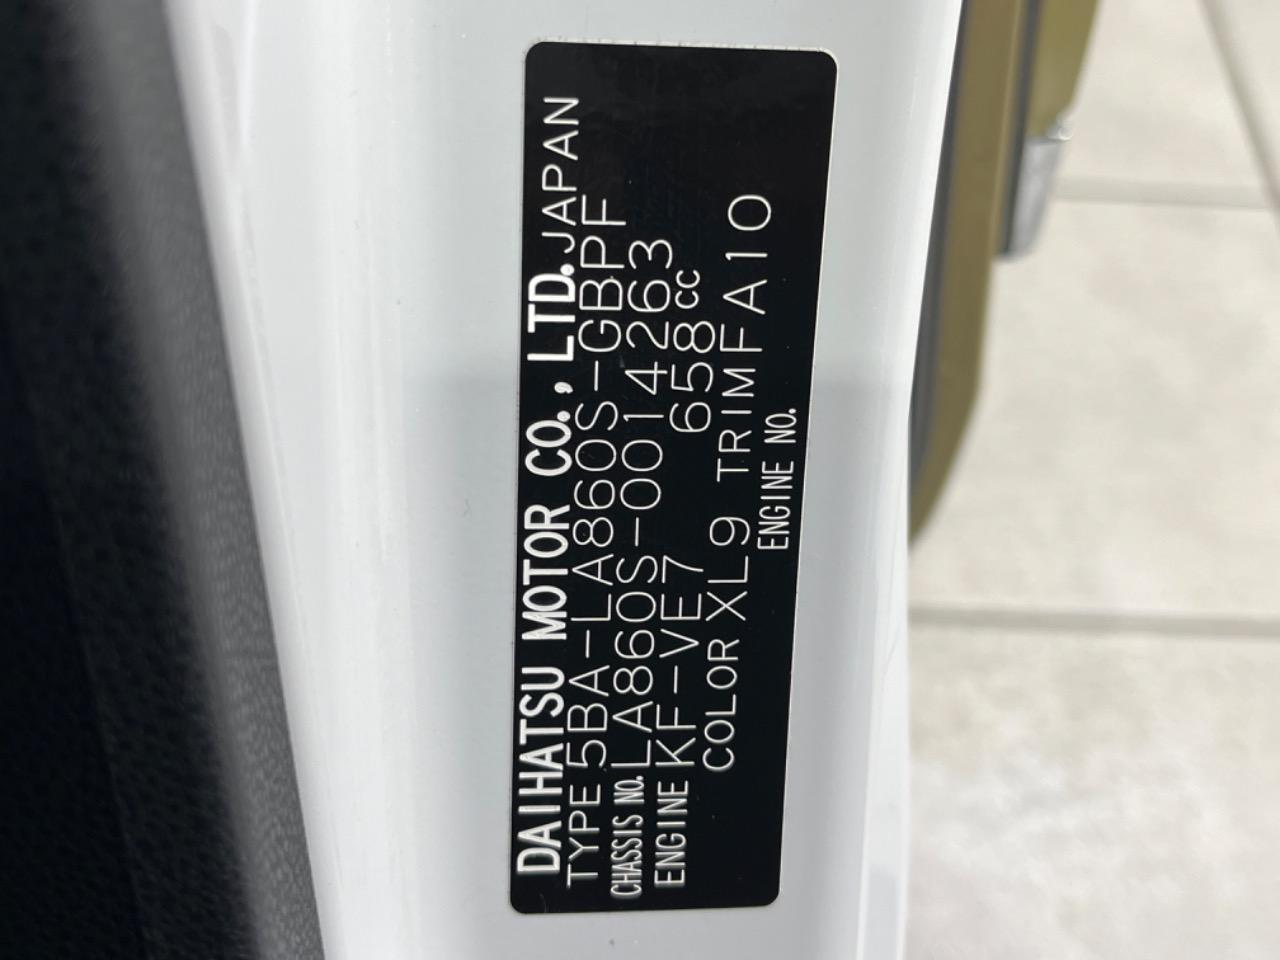 DAIHATSU MOTOR CO., LTD. JAPAN
TYPE 5BA-LA860S-GBPF
CHASSIS NO. LA860S-0014263
ENGINE KF-VE7 658cc
COLOR XL9 TRIM FA10
ENGINE NO.